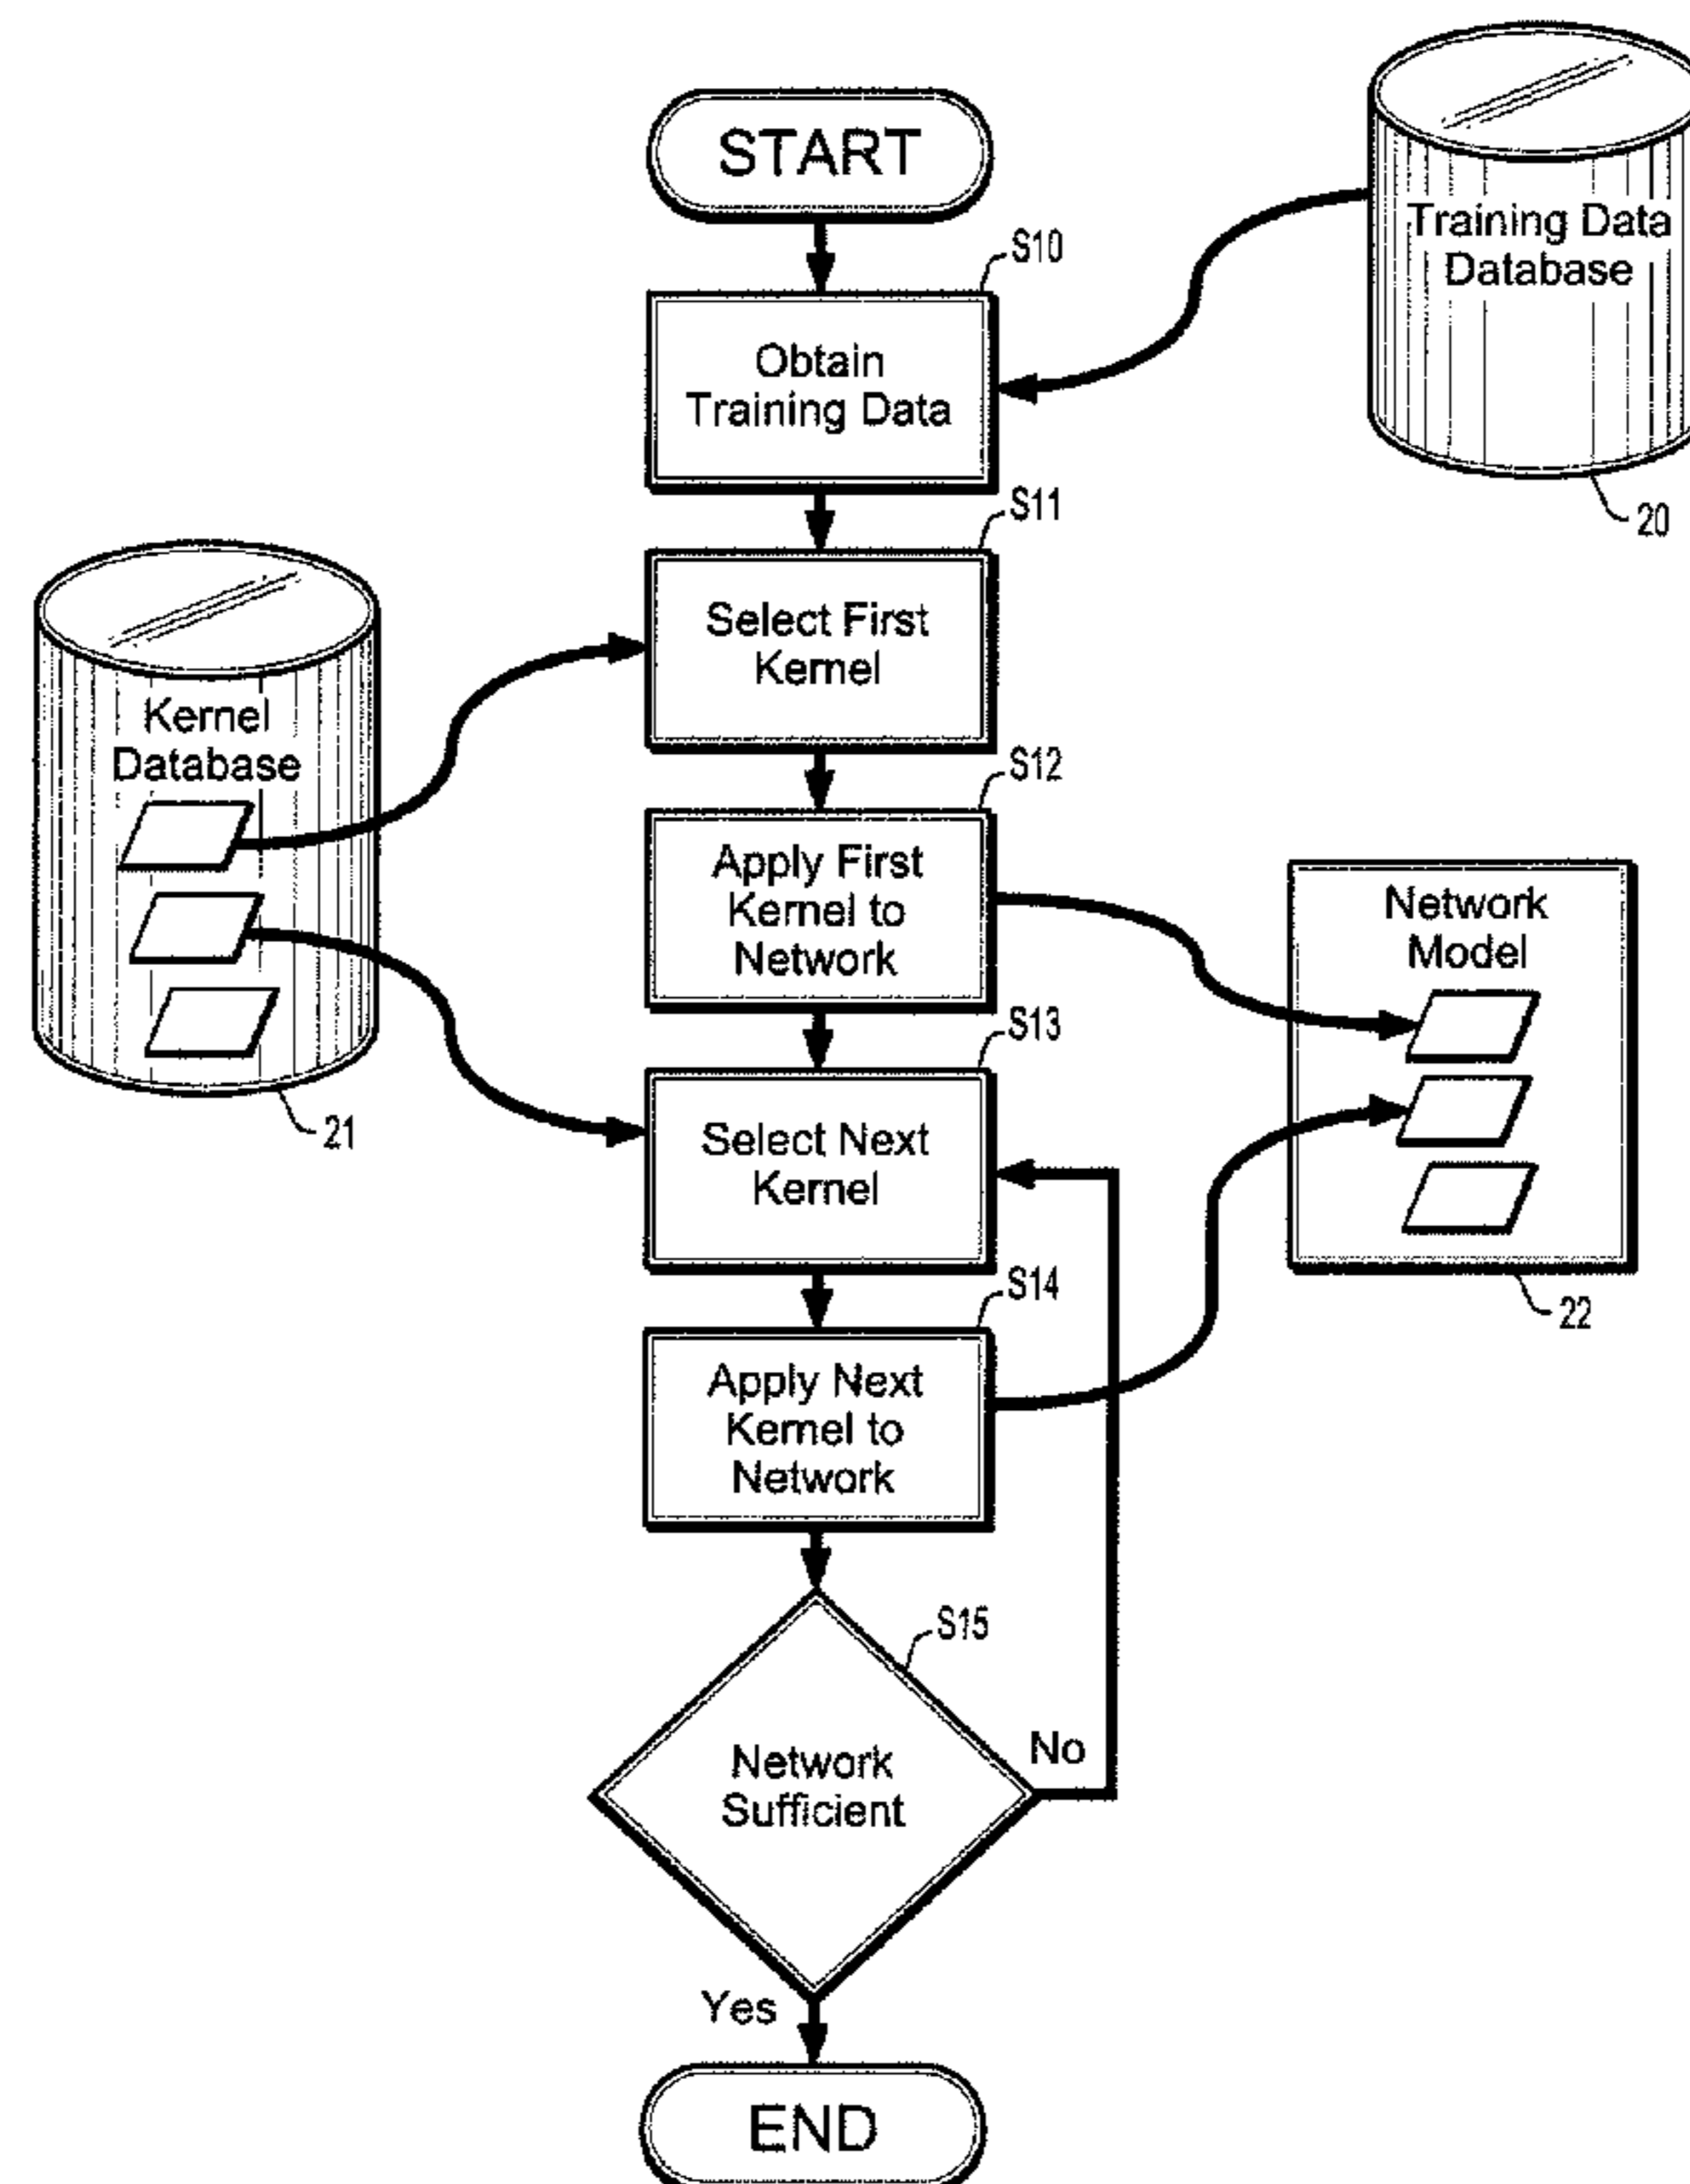 START
S10
Training Data
Database
20
Obtain
Training Data
S11
Select First
Kernel
Kernel
Database
21
S12
Apply First
Kernel to
Network
Network
Model
22
S13
Select Next
Kernel
S14
Apply Next
Kernel to
Network
S15
Network
Sufficient
No
Yes
END